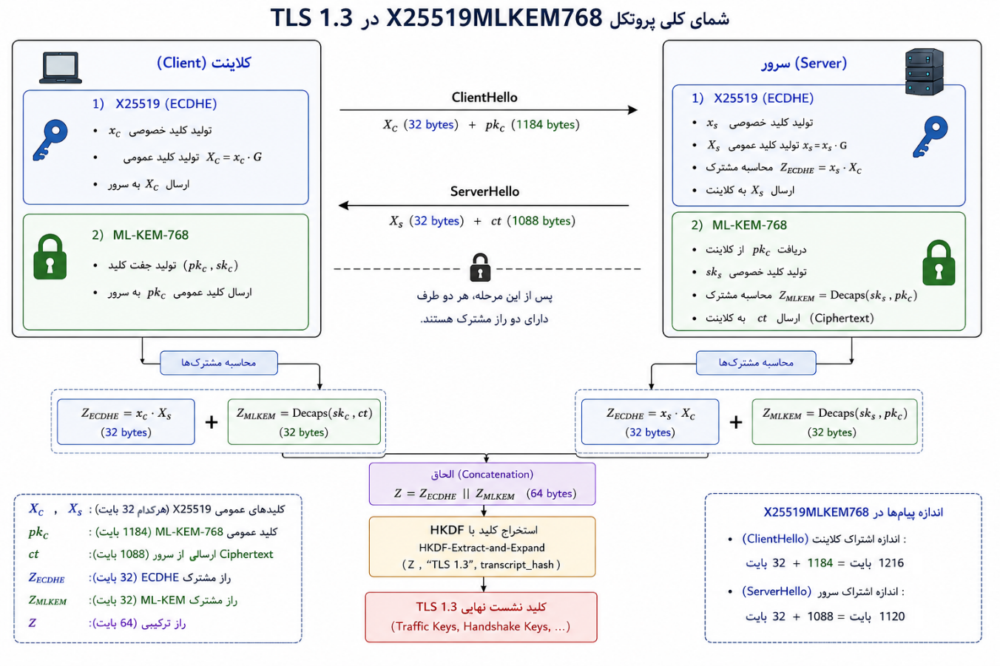 شمای کلی پروتکل X25519MLKEM768 در TLS 1.3
کلاینت (Client)
1) X25519 (ECDHE)
• تولید کلید خصوصی x_C
• تولید کلید عمومی X_C = x_C · G
• ارسال X_C به سرور
2) ML-KEM-768
• تولید جفت کلید (pk_C , sk_C)
• ارسال کلید عمومی pk_C به سرور
ClientHello
X_C (32 bytes) + pk_C (1184 bytes)
ServerHello
X_s (32 bytes) + ct (1088 bytes)
پس از این مرحله، هر دو طرف
دارای دو راز مشترک هستند.
سرور (Server)
1) X25519 (ECDHE)
• تولید کلید خصوصی x_s
• X_s تولید کلید عمومی x_s = x_s · G
• محاسبه مشترک Z_ECDHE = x_s · X_C
• ارسال X_s به کلاینت
2) ML-KEM-768
• دریافت pk_C از کلاینت
• تولید کلید خصوصی sk_s
• محاسبه مشترک Z_MLKEM = Decaps(sk_s , pk_C)
• ارسال ct به کلاینت (Ciphertext)
محاسبه مشترک‌ها
محاسبه مشترک‌ها
Z_ECDHE = x_C · X_s
(32 bytes)
+
Z_MLKEM = Decaps(sk_C , ct)
(32 bytes)
Z_ECDHE = x_s · X_C
(32 bytes)
+
Z_MLKEM = Decaps(sk_s , pk_C)
(32 bytes)
الحاق (Concatenation)
Z = Z_ECDHE || Z_MLKEM (64 bytes)
استخراج کلید با HKDF
HKDF-Extract-and-Expand
( Z , “TLS 1.3”, transcript_hash )
کلید نشست نهایی TLS 1.3
(Traffic Keys, Handshake Keys, ...)
X_C , X_s : کلیدهای عمومی X25519 (هرکدام 32 بایت)
pk_C : کلید عمومی ML-KEM-768 (1184 بایت)
ct : Ciphertext ارسالی از سرور (1088 بایت)
Z_ECDHE : راز مشترک ECDHE (32 بایت)
Z_MLKEM : راز مشترک ML-KEM (32 بایت)
Z : راز ترکیبی (64 بایت)
اندازه پیام‌ها در X25519MLKEM768
• اندازه اشتراک کلاینت (ClientHello) :
بایت 32 + 1184 = بایت 1216
• اندازه اشتراک سرور (ServerHello) :
بایت 32 + 1088 = بایت 1120